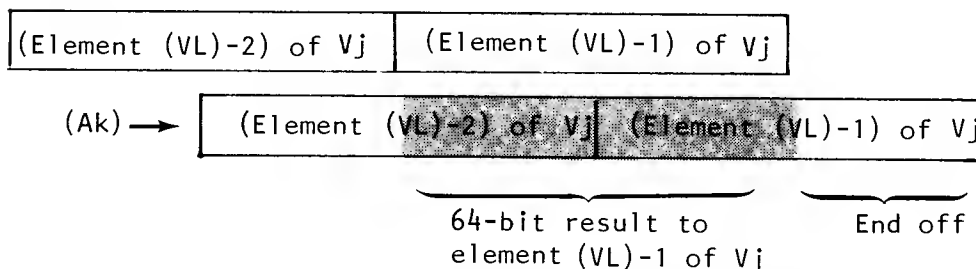 (Element (VL)-2) of Vj (Element (VL)-1) of Vj
(Ak) (Element (VL)-2) of Vj (Element (VL)-1) of Vj
64-bit result to End off
element (VL)-1 of Vj